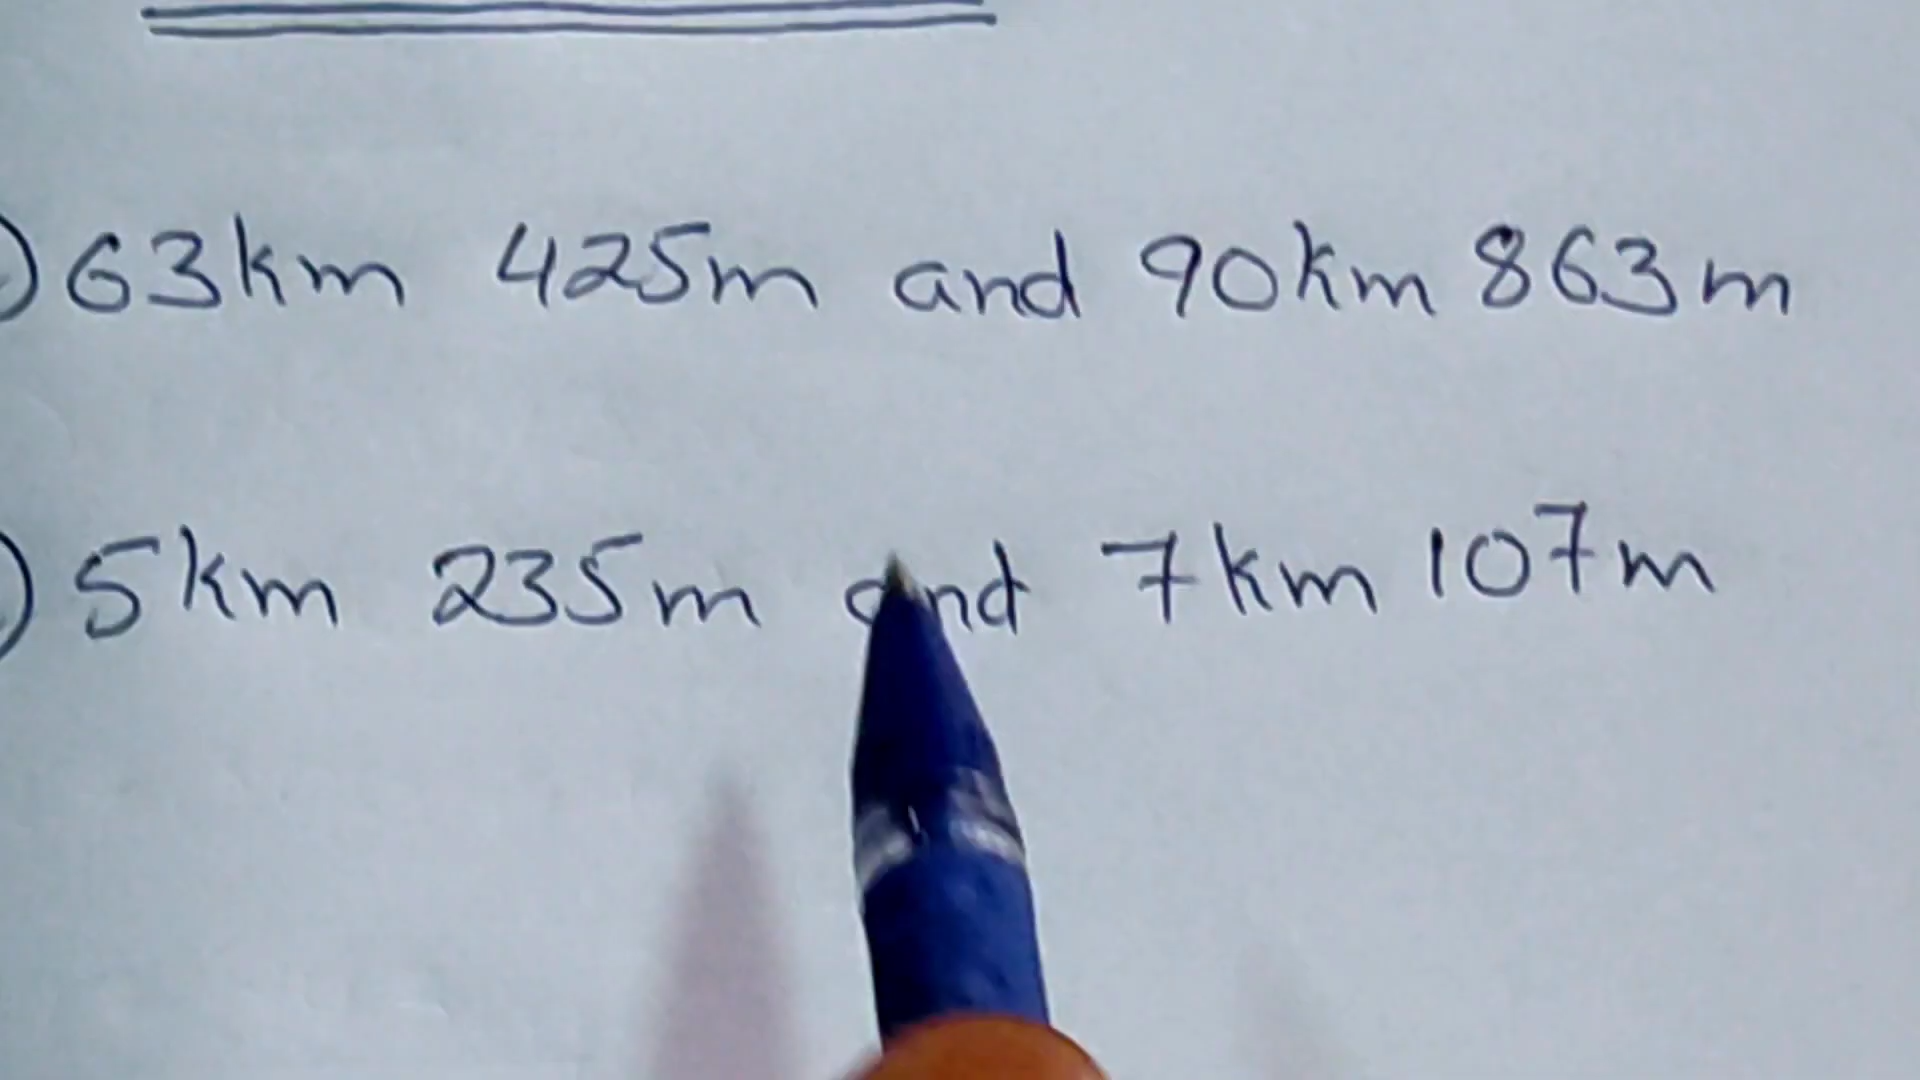 ) 63km 425m and 90km 863m
) 5km 235m and 7km 107m